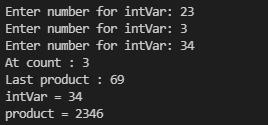 Enter number for intVar: 23
Enter number for intVar: 3
Enter number for intVar: 34
At count : 3
Last product : 69
intVar = 34
product = 2346